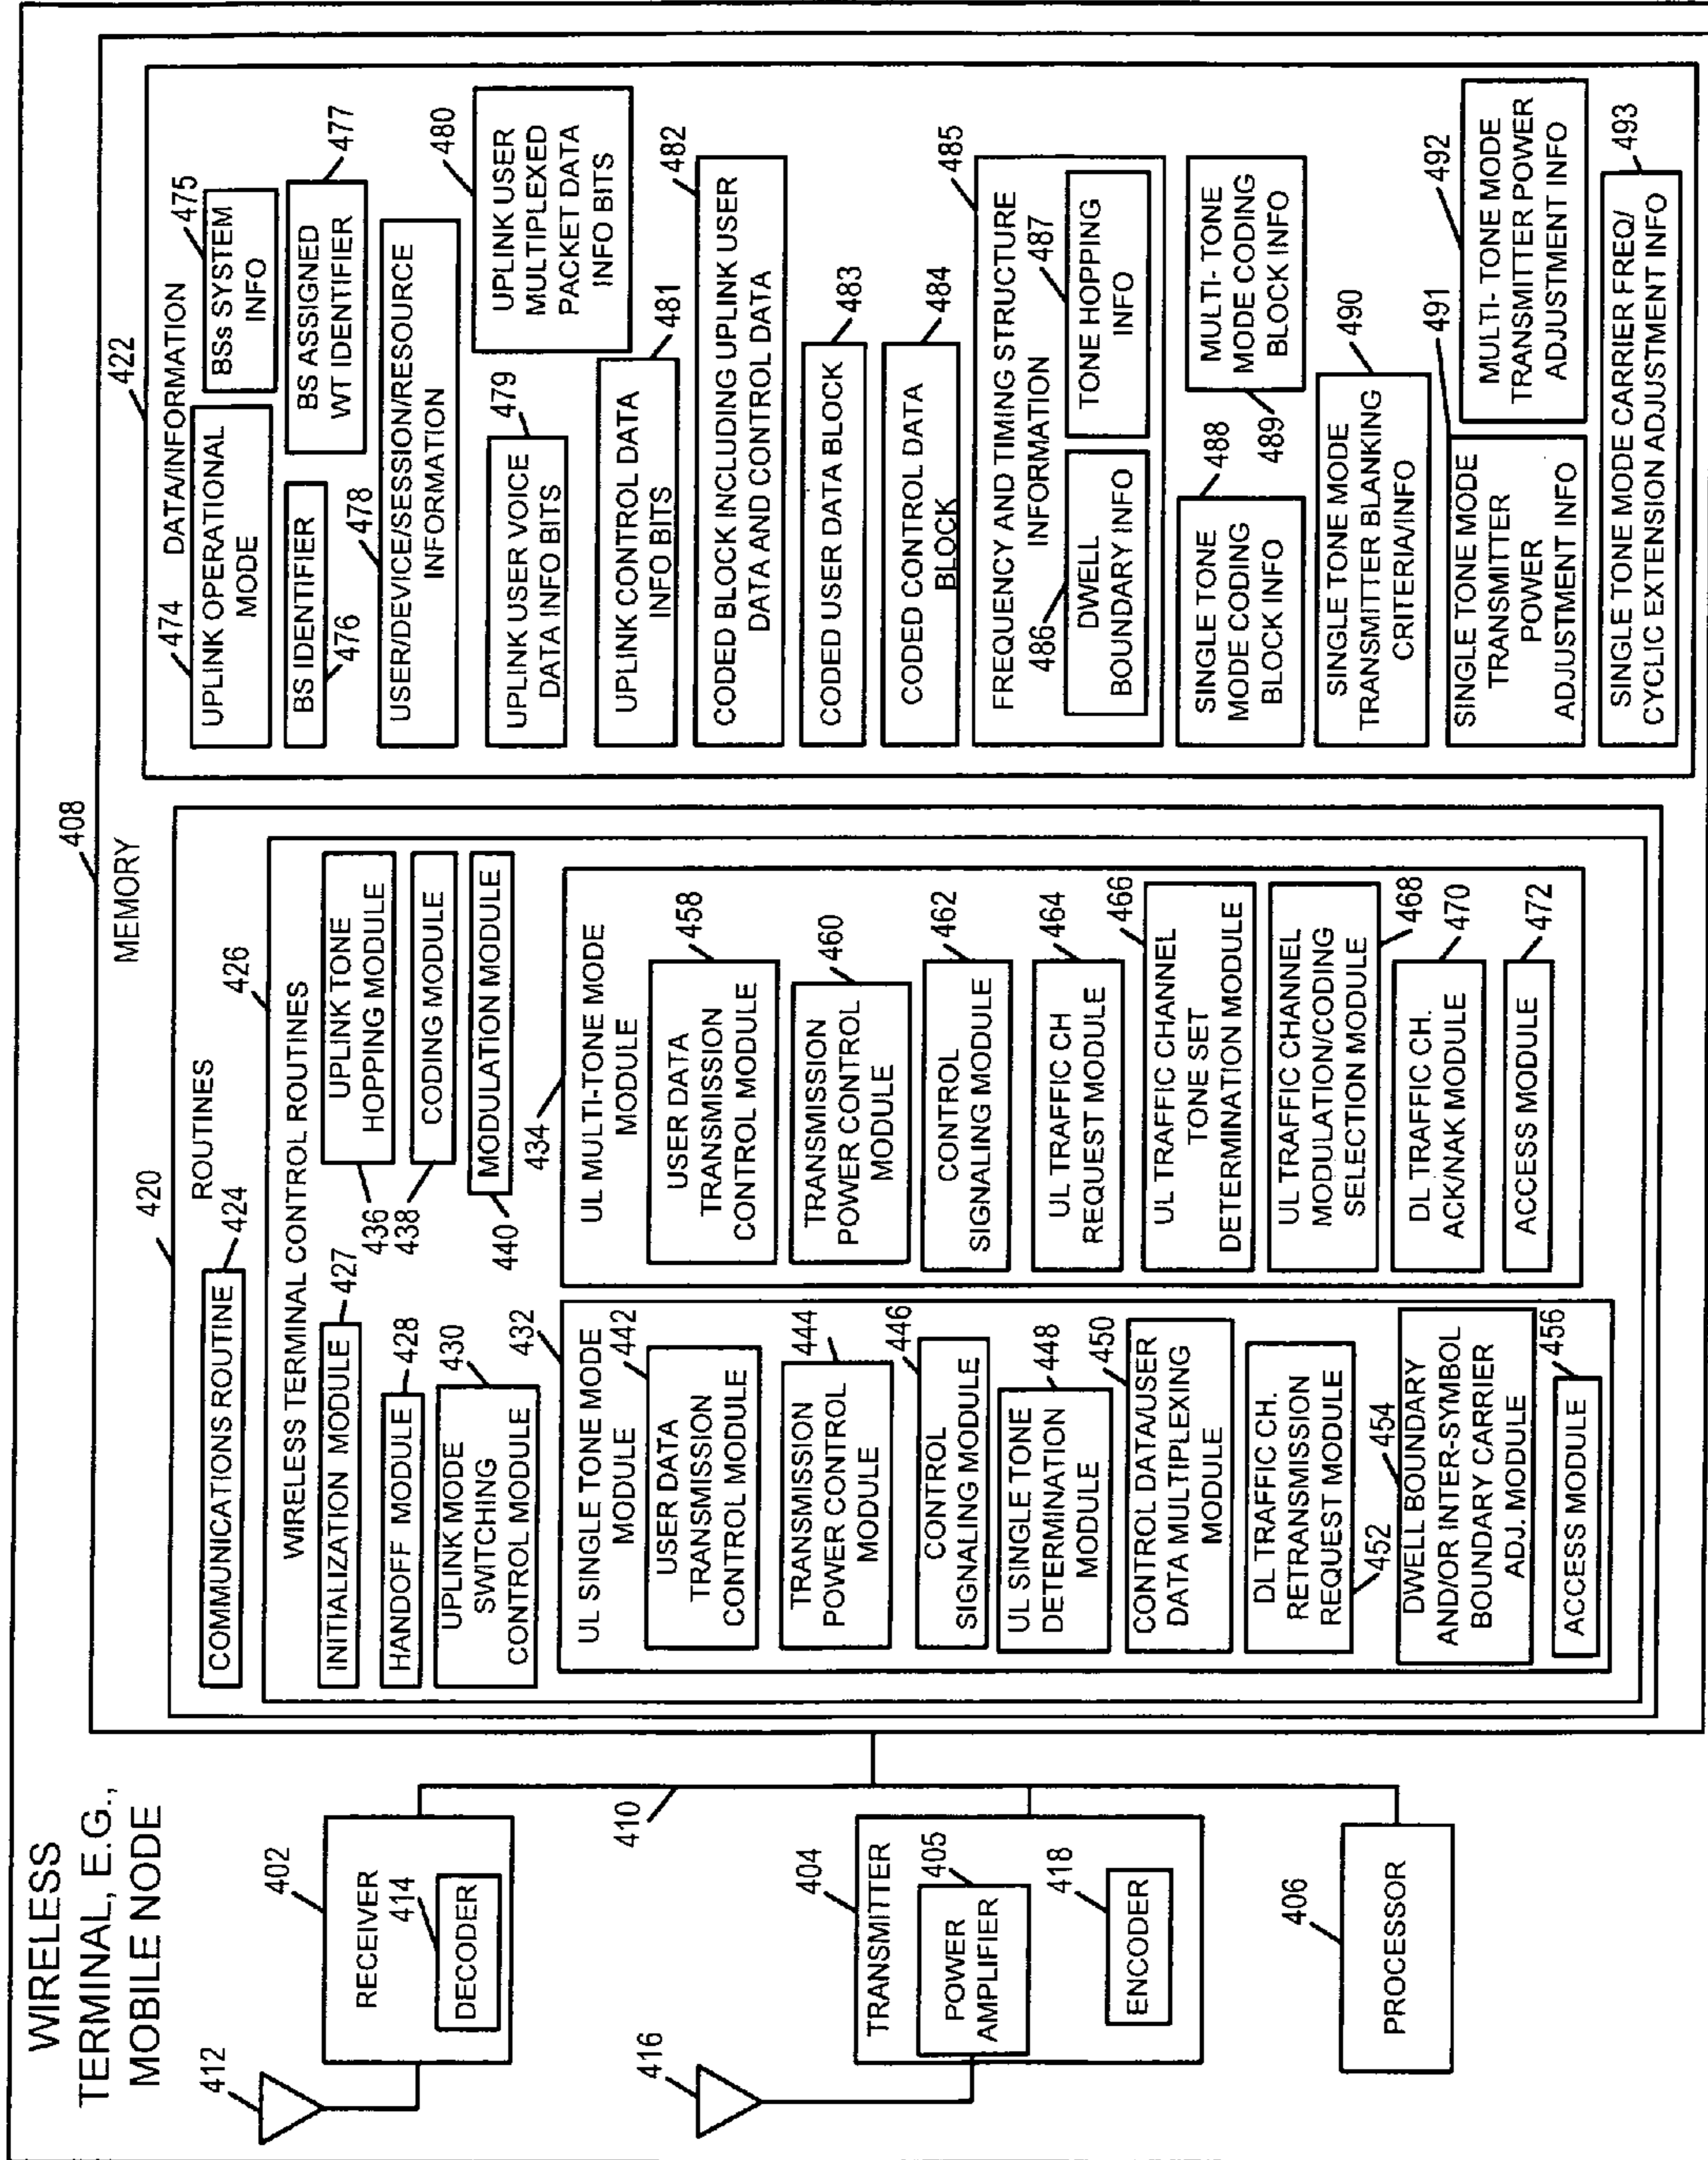 WIRELESS
TERMINAL, E.G.,
MOBILE NODE
412
402
RECEIVER
414
DECODER
416
410
404
TRANSMITTER
405
POWER
AMPLIFIER
418
ENCODER
406
PROCESSOR
408
MEMORY
420
ROUTINES
424
COMMUNICATIONS ROUTINE
426
WIRELESS TERMINAL CONTROL ROUTINES
427
INITIALIZATION MODULE
428
HANDOFF MODULE
430
UPLINK MODE
SWITCHING
CONTROL MODULE
UPLINK TONE
HOPPING MODULE
436
CODING MODULE
438
MODULATION MODULE
440
432
UL SINGLE TONE MODE
MODULE
442
USER DATA
TRANSMISSION
CONTROL MODULE
444
TRANSMISSION
POWER CONTROL
MODULE
446
CONTROL
SIGNALING MODULE
448
UL SINGLE TONE
DETERMINATION
MODULE
450
CONTROL DATA/USER
DATA MULTIPLEXING
MODULE
DL TRAFFIC CH.
RETRANSMISSION
REQUEST MODULE
452
454
DWELL BOUNDARY
AND/OR INTER-SYMBOL
BOUNDARY CARRIER
ADJ. MODULE
456
ACCESS MODULE
434
UL MULTI-TONE MODE
MODULE
458
USER DATA
TRANSMISSION
CONTROL MODULE
460
TRANSMISSION
POWER CONTROL
MODULE
462
CONTROL
SIGNALING MODULE
464
UL TRAFFIC CH
REQUEST MODULE
466
UL TRAFFIC CHANNEL
TONE SET
DETERMINATION MODULE
UL TRAFFIC CHANNEL
MODULATION/CODING
SELECTION MODULE
468
DL TRAFFIC CH.
ACK/NAK MODULE
470
ACCESS MODULE
472
422
DATA/INFORMATION
474
UPLINK OPERATIONAL
MODE
475
BSs SYSTEM
INFO
BS IDENTIFIER
476
BS ASSIGNED
WT IDENTIFIER
477
478
USER/DEVICE/SESSION/RESOURCE
INFORMATION
479
UPLINK USER VOICE
DATA INFO BITS
480
UPLINK USER
MULTIPLEXED
PACKET DATA
INFO BITS
UPLINK CONTROL DATA
INFO BITS
481
482
CODED BLOCK INCLUDING UPLINK USER
DATA AND CONTROL DATA
CODED USER DATA BLOCK
483
CODED CONTROL DATA
BLOCK
484
485
FREQUENCY AND TIMING STRUCTURE
INFORMATION
486
DWELL
BOUNDARY INFO
487
TONE HOPPING
INFO
488
SINGLE TONE
MODE CODING
BLOCK INFO
MULTI- TONE
MODE CODING
BLOCK INFO
489
SINGLE TONE MODE
TRANSMITTER BLANKING
CRITERIA/INFO
490
491
SINGLE TONE MODE
TRANSMITTER
POWER
ADJUSTMENT INFO
492
MULTI- TONE MODE
TRANSMITTER POWER
ADJUSTMENT INFO
SINGLE TONE MODE CARRIER FREQ/
CYCLIC EXTENSION ADJUSTMENT INFO
493